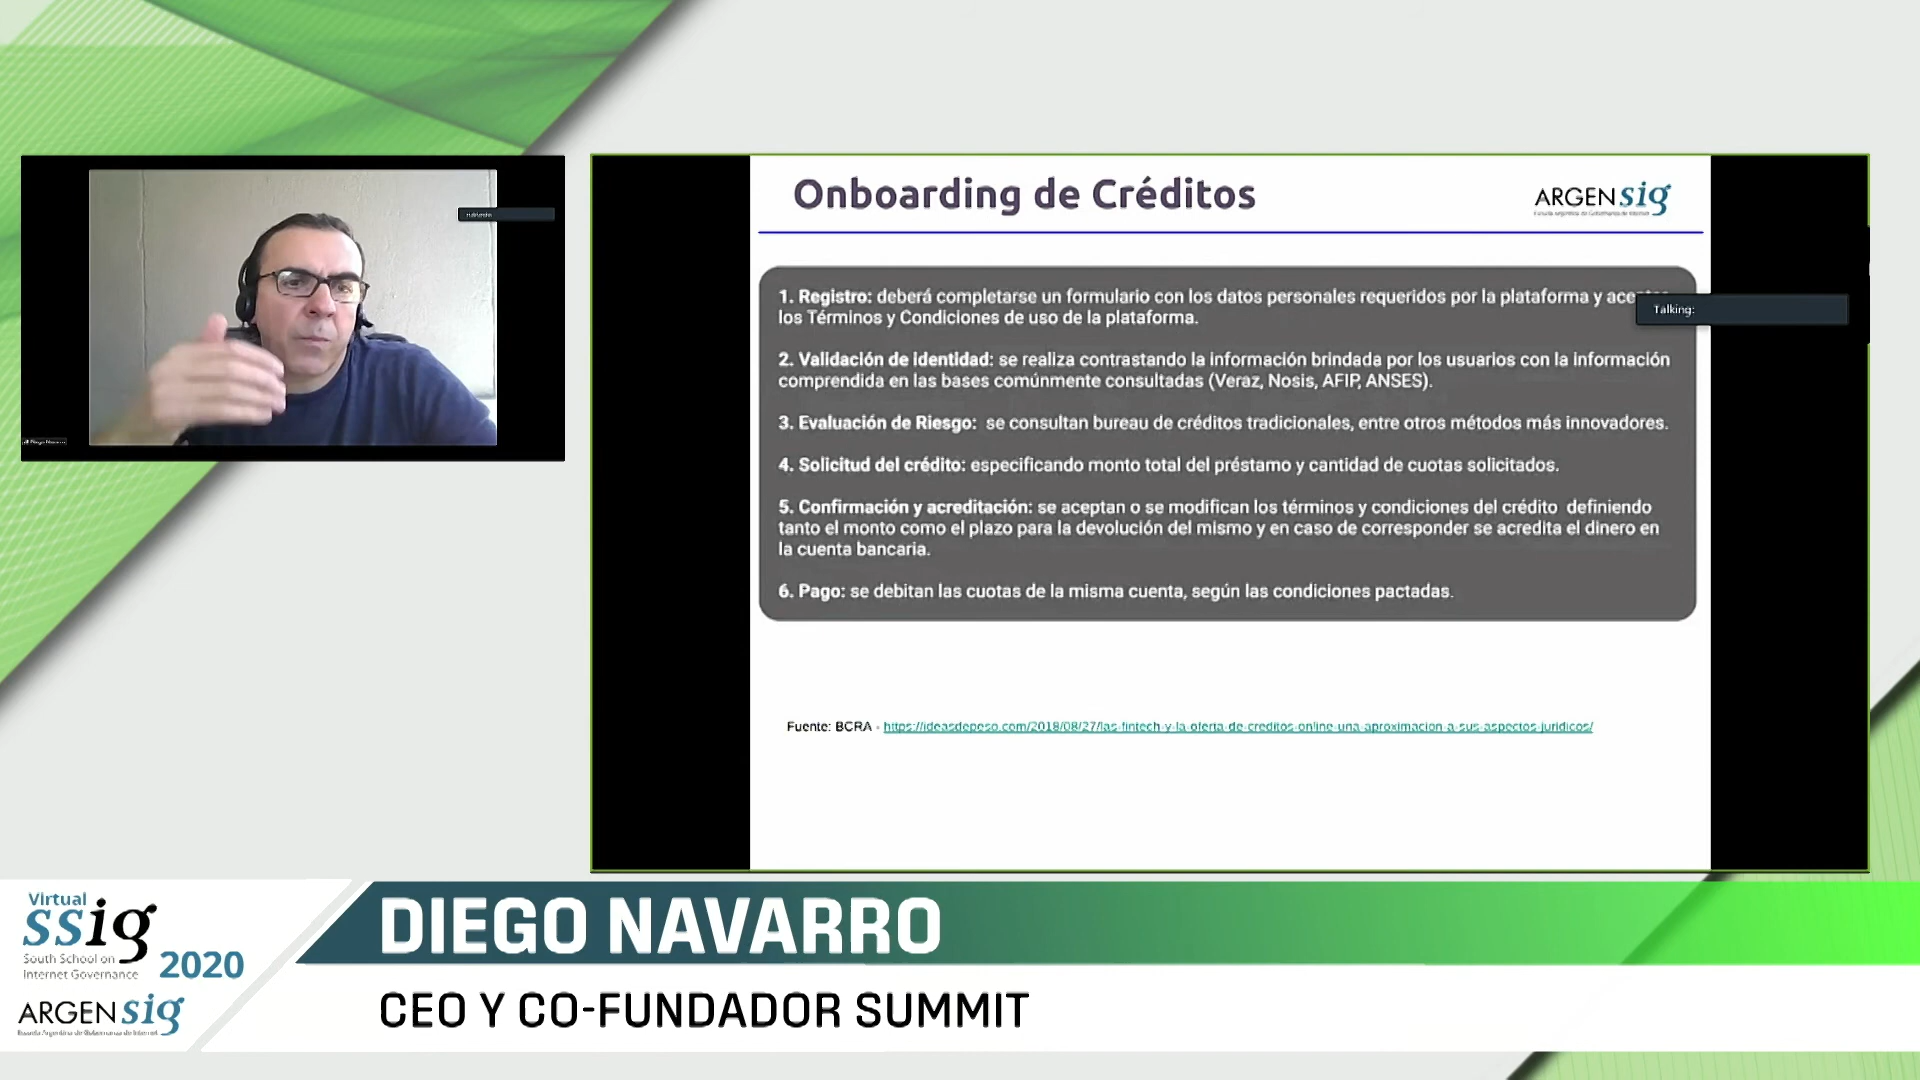 Onboarding de Créditos
ARGENsig
1. Registro: deberá completarse un formulario con los datos personales requeridos por la plataforma y
los Términos y Condiciones de uso de la plataforma.
Talking:
2. Validación de identidad: se realiza contrastando la información brindada por los usuarios con la información
comprendida en las bases comúnmente consultadas (Veraz, Nosis, AFIP, ANSES).
3. Evaluación de Riesgo: se consultan bureau de créditos tradicionales, entre otros métodos más innovadores.
4. Solicitud del crédito: especificando monto total del préstamo y cantidad de cuotas solicitados.
5. Confirmación y acreditación: se aceptan o se modifican los términos y condiciones del crédito definiendo
tanto el monto como el plazo para la devolución del mismo y en caso de corresponder se acredita el dinero en
la cuenta bancaria.
6. Pago: se debitan las cuotas de la misma cuenta, según las condiciones pactadas.
Fuente: BCRA - https://ideasdepeso.com/2018/08/27/las-fintech-y-la-oferta-de-creditos-online-una-aproximacion-a-sus-aspectos-juridicos/
Virtual
ssig
South School on
Internet Governance
2020
ARGENsig
Escuela Argentina de Gobernanza de Internet
DIEGO NAVARRO
CEO Y CO-FUNDADOR SUMMIT